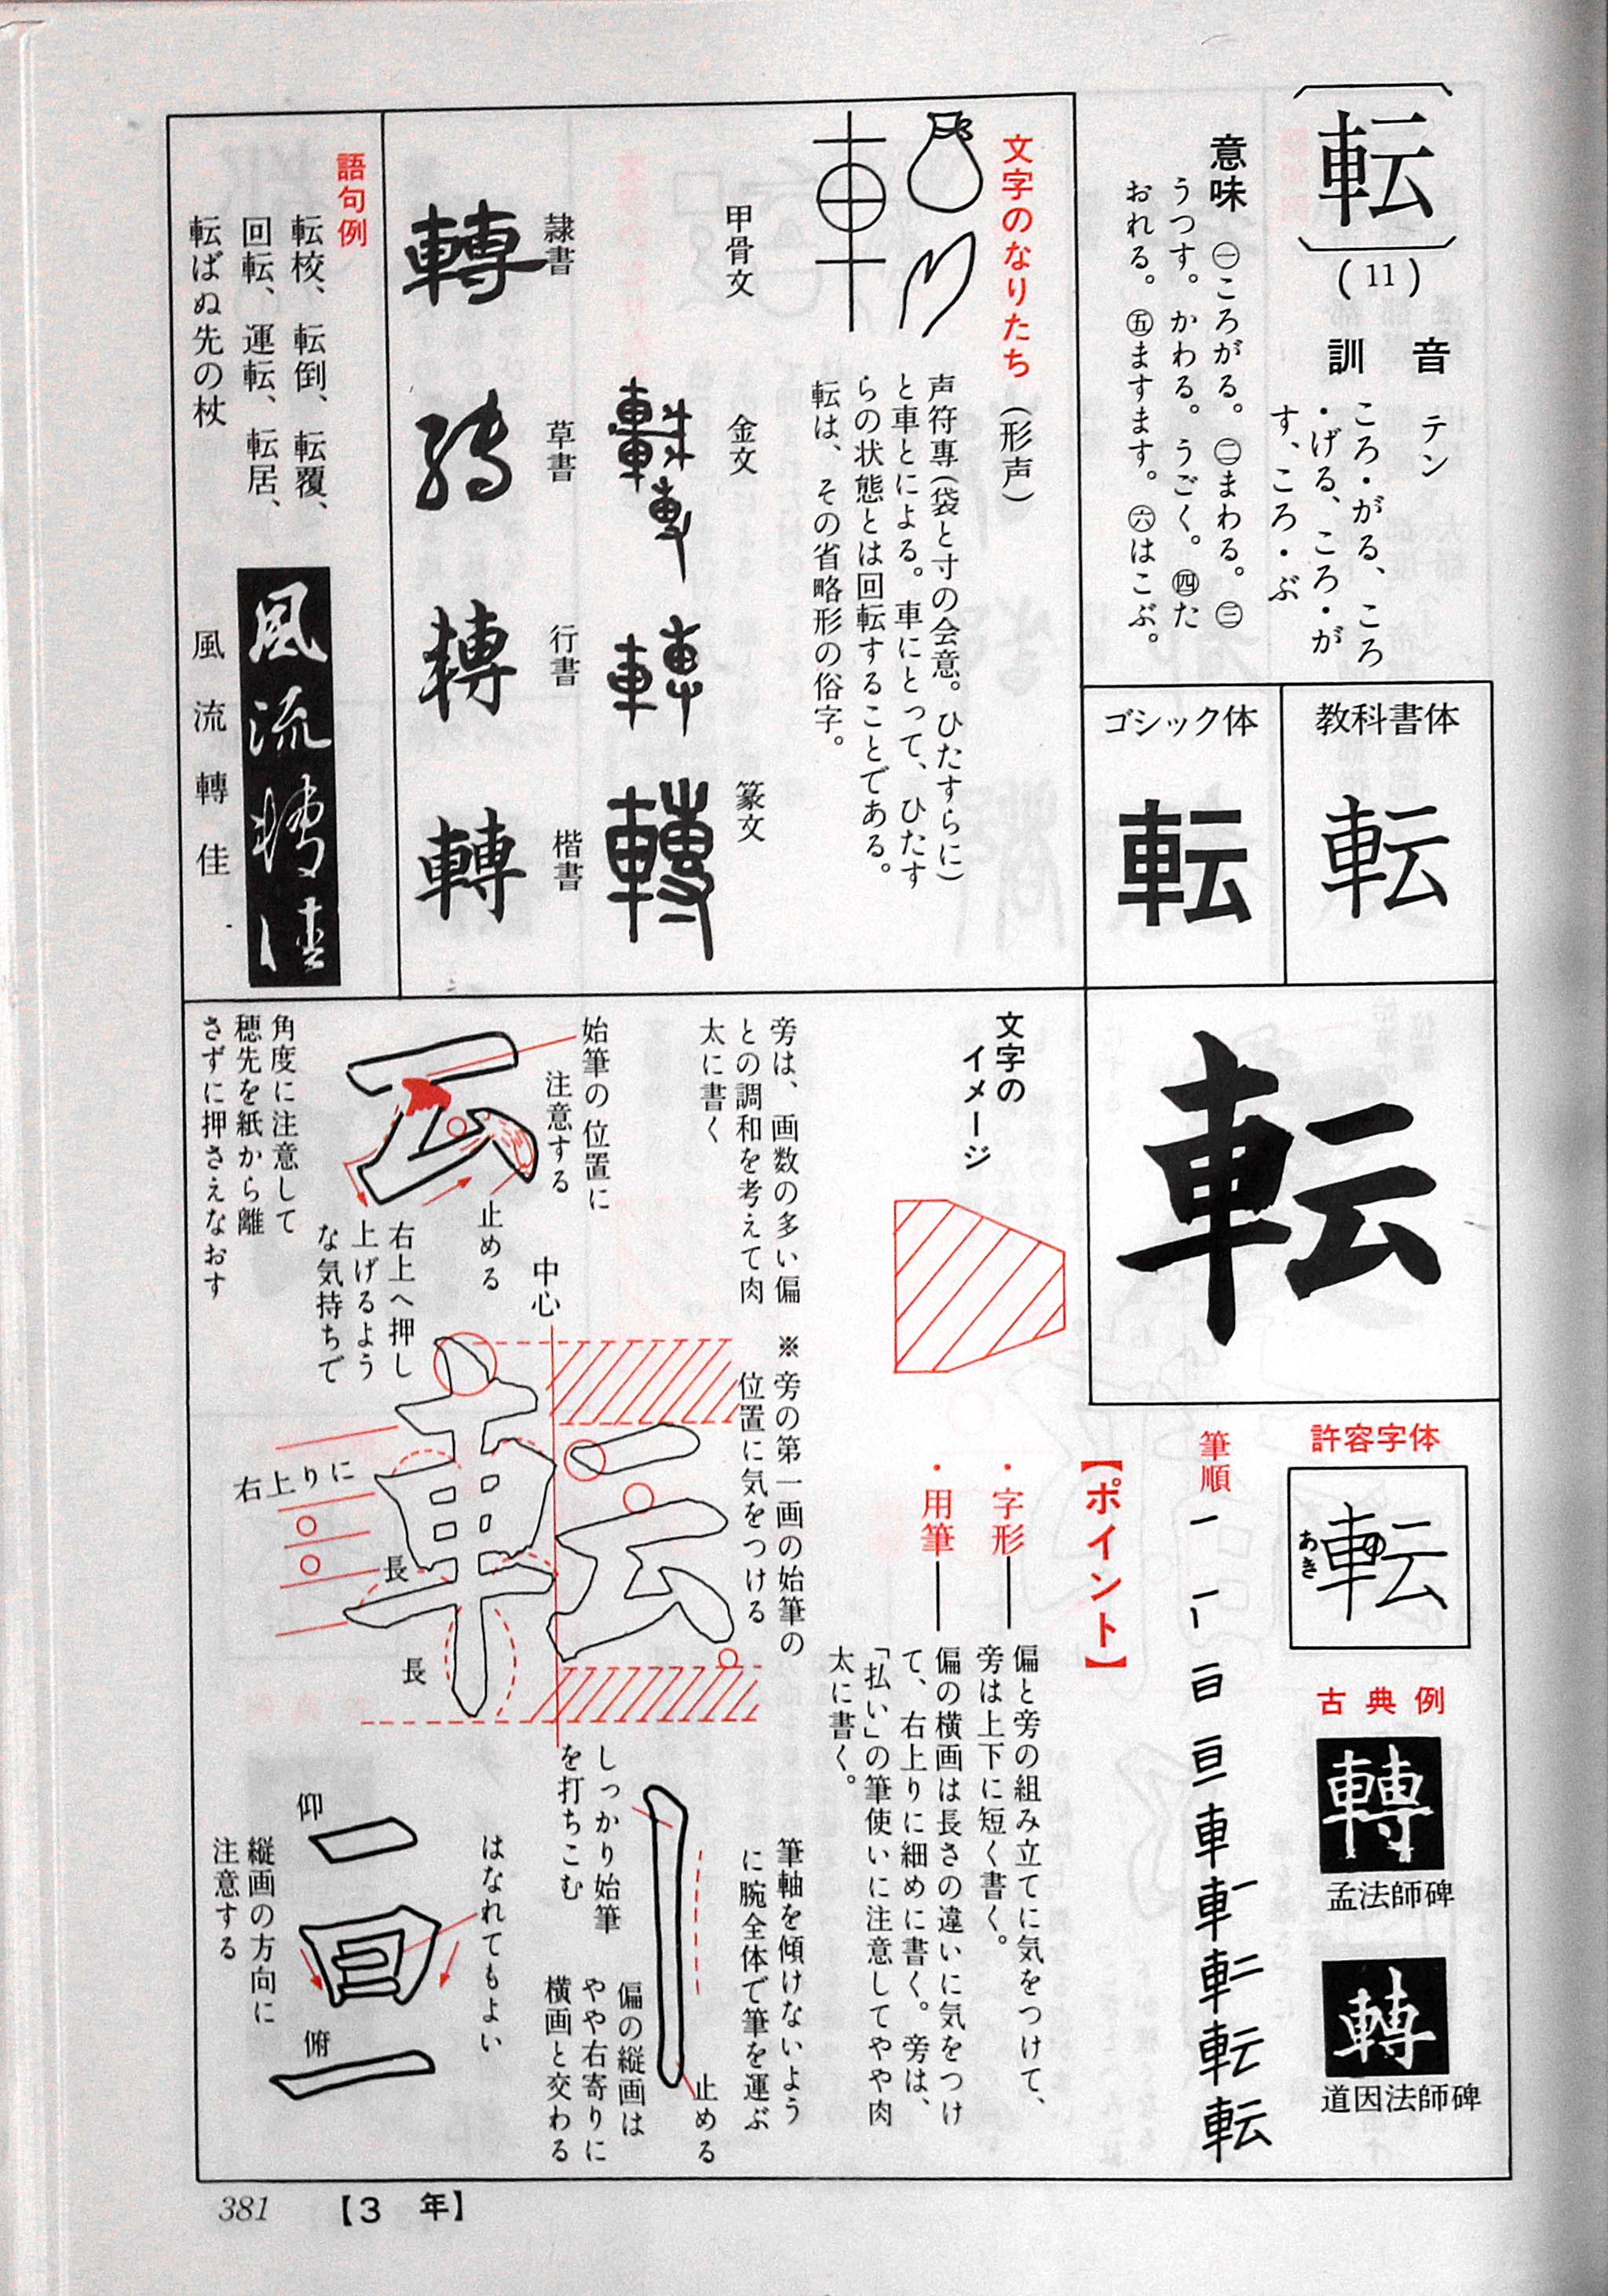 〔転〕(11)
音　テン
訓　ころ・がる、ころ
・げる、ころ・が
す、ころ・ぶ
意味　㊀ころがる。㊁まわる。㊂
うつす。かわる。うごく。㊃た
おれる。㊄ますます。㊅はこぶ。
教科書体
転
ゴシック体
転
転
文字のなりたち
（形声）
声符專（袋と寸の会意。ひたすらに）
と車とによる。車にとって、ひたす
らの状態とは回転することである。
転は、その省略形の俗字。
甲骨文
金文
篆文
隷書
轉
草書
轉
行書
轉
楷書
轉
語句例
転校、転倒、転覆、
回転、運転、転居、
転ばぬ先の杖
風流轉佳
風流轉佳
許容字体
転
あき
古典例
轉
孟法師碑
轉
道因法師碑
筆順
一 亘 車 転
【ポイント】
・字形――偏と旁の組み立てに気をつけて、
旁は上下に短く書く。
・用筆――偏の横画は長さの違いに気をつけ
て、右上りに細めに書く。旁は、
「払い」の筆使いに注意してやや肉
太に書く。
文字の
イメージ
旁は、画数の多い偏
との調和を考えて肉
太に書く
※旁の第一画の始筆の
位置に気をつける
始筆の位置に
注意する
止める
右上へ押し
上げるよう
な気持ちで
角度に注意して
穂先を紙から離
さずに押さえなおす
中心
右上りに
長
長
筆軸を傾けないよう
に腕全体で筆を運ぶ
止める
しっかり始筆
を打ちこむ
偏の縦画は
やや右寄りに
横画と交わる
はなれてもよい
仰
俯
縦画の方向に
注意する
381　【3　年】